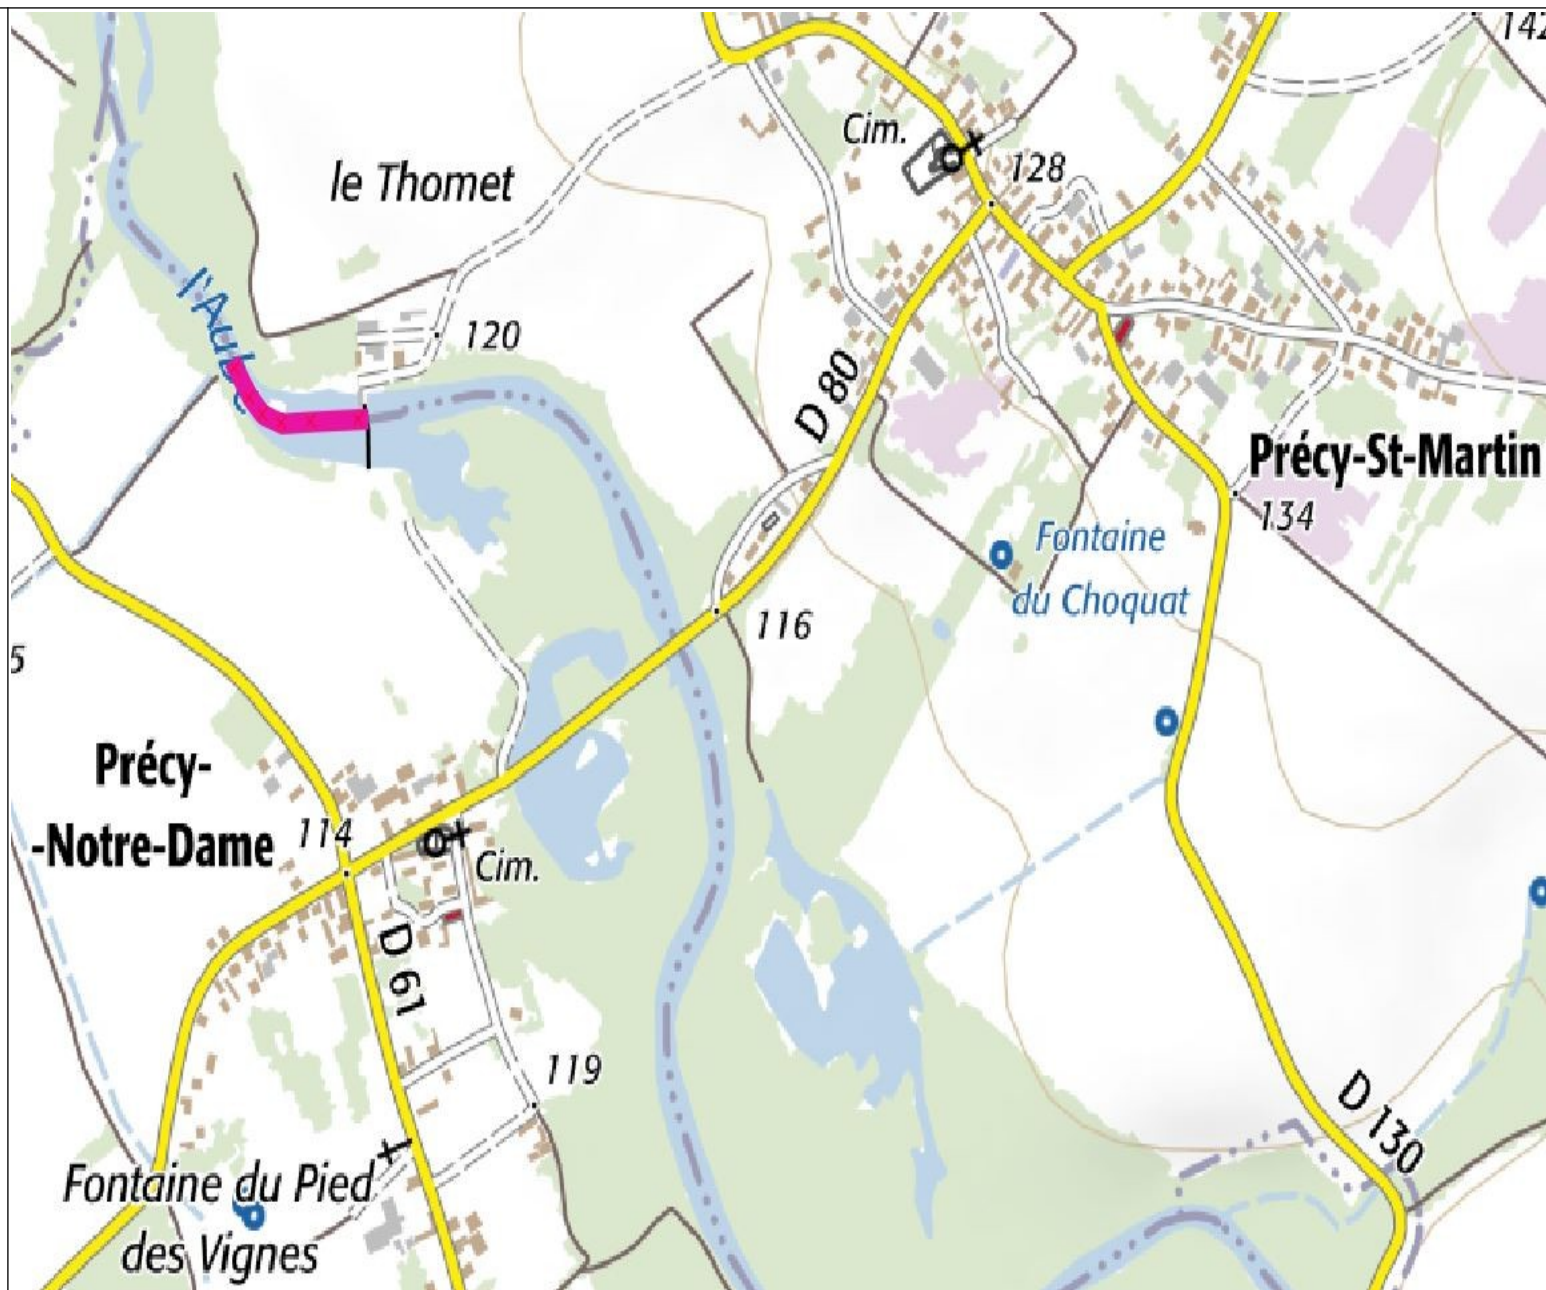 142
Cim.
128
le Thomet
l'Aube
120
D 80
Précy-St-Martin
134
Fontaine
du Choquat
116
5
Précy-
-Notre-Dame
114
Cim.
D 61
119
D 130
Fontaine du Pied
des Vignes